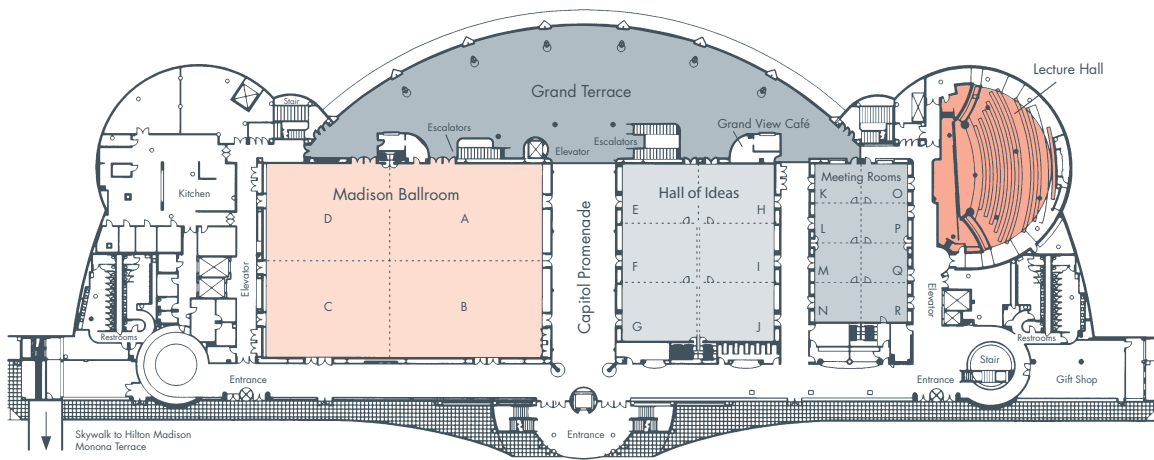 Lecture Hall
Grand Terrace
Stair
Escalators
Grand View Café
Escalators
Elevator
Kitchen
Madison Ballroom
D
A
C
B
Elevator
Capitol Promenade
Hall of Ideas
E
H
F
I
G
J
Meeting Rooms
K
O
L
P
M
Q
N
R
Elevator
Restrooms
Restrooms
Stair
Entrance
Entrance
Gift Shop
Entrance
Skywalk to Hilton Madison
Monona Terrace